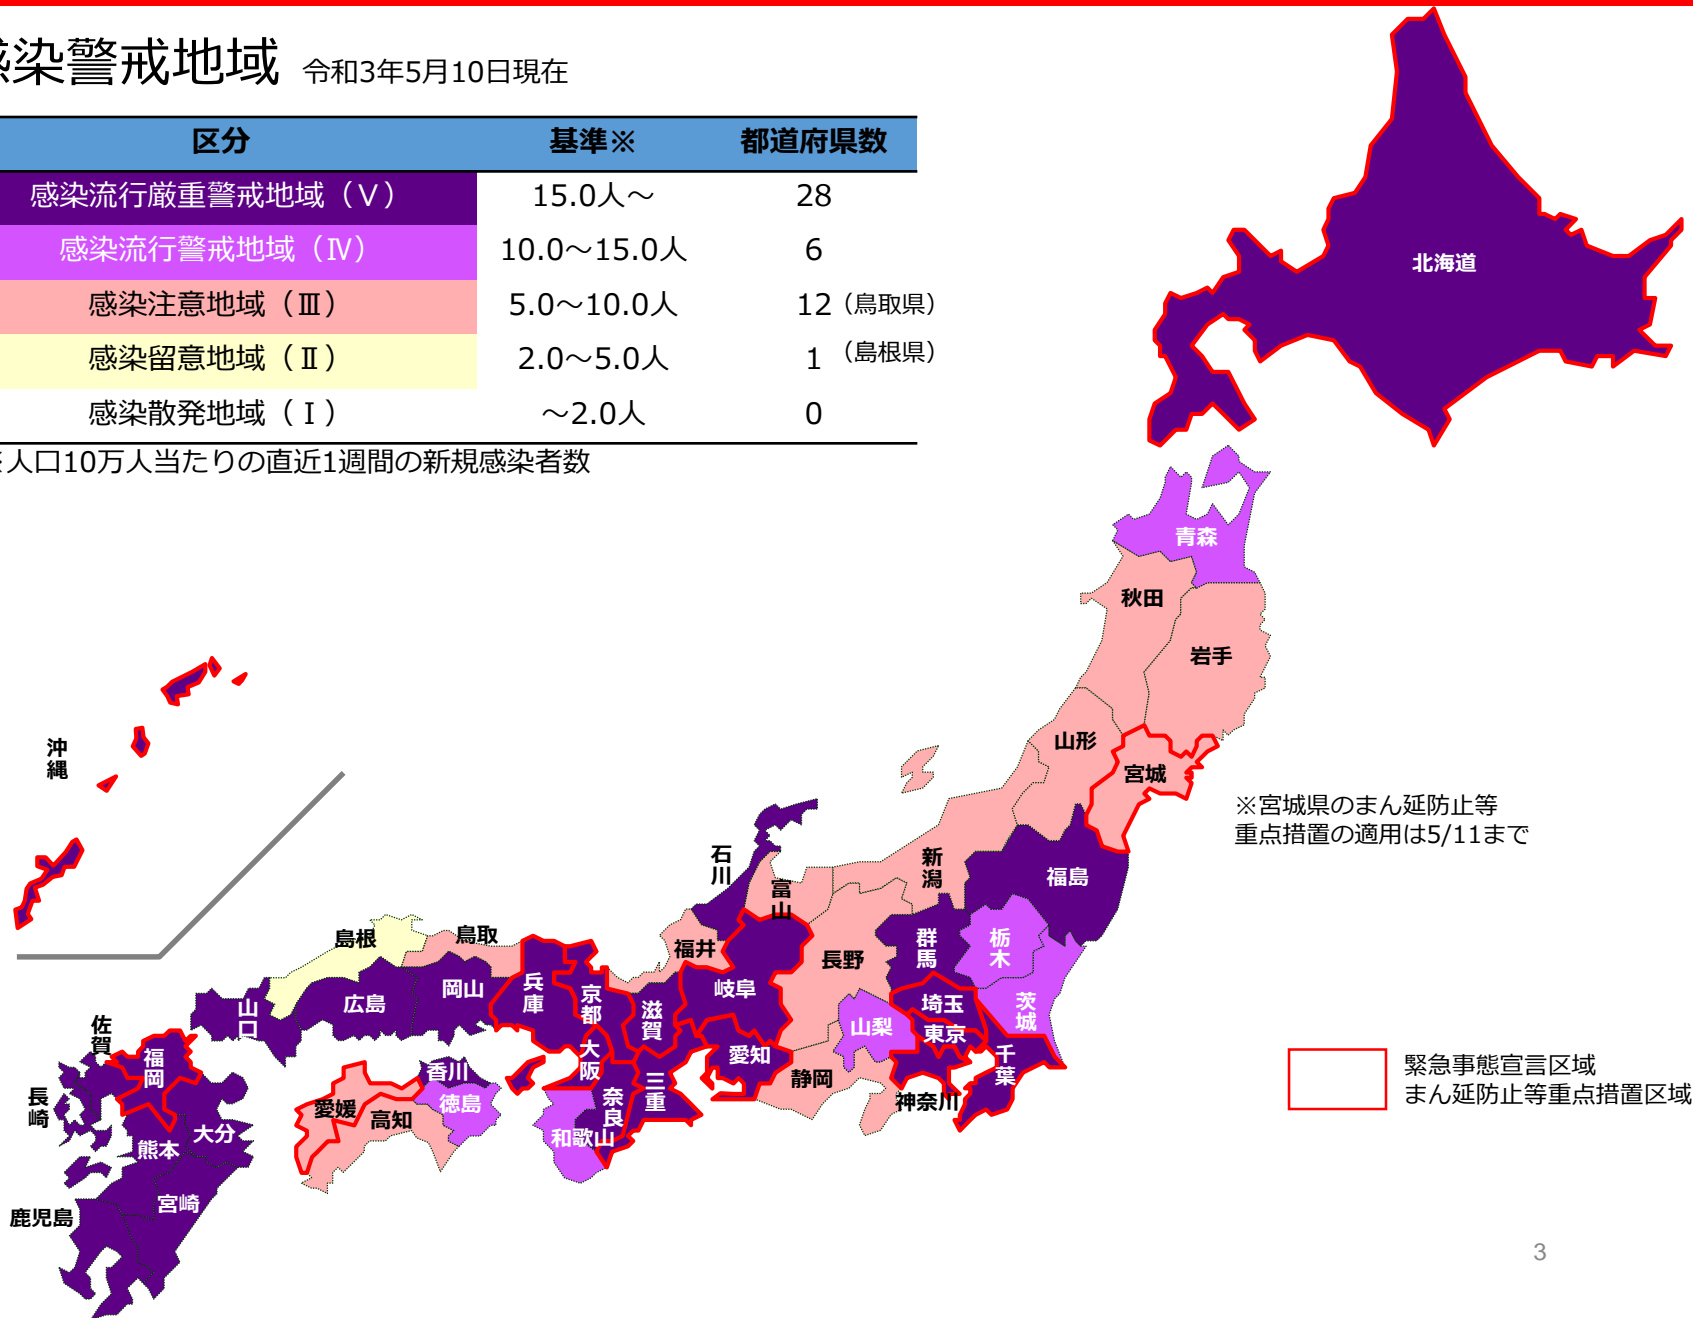 感染警戒地域 令和3年5月10日現在
区分 基準※ 都道府県数
感染流行厳重警戒地域（Ⅴ） 15.0人～ 28
感染流行警戒地域（Ⅳ） 10.0～15.0人 6
感染注意地域（Ⅲ） 5.0～10.0人 12（鳥取県）
感染留意地域（Ⅱ） 2.0～5.0人 1（島根県）
感染散発地域（Ⅰ） ～2.0人 0
※人口10万人当たりの直近1週間の新規感染者数
北海道
青森
秋田
岩手
山形
宮城
※宮城県のまん延防止等
重点措置の適用は5/11まで
沖縄
石川
富山
新潟
福島
群馬
栃木
島根
鳥取
福井
長野
岐阜
岡山
兵庫
京都
滋賀
広島
山口
埼玉
茨城
山梨
東京
佐賀
福岡
大阪
愛知
千葉
香川
三重
静岡
長崎
愛媛
高知
徳島
奈良
神奈川
和歌山
大分
熊本
宮崎
鹿児島
緊急事態宣言区域
まん延防止等重点措置区域
3